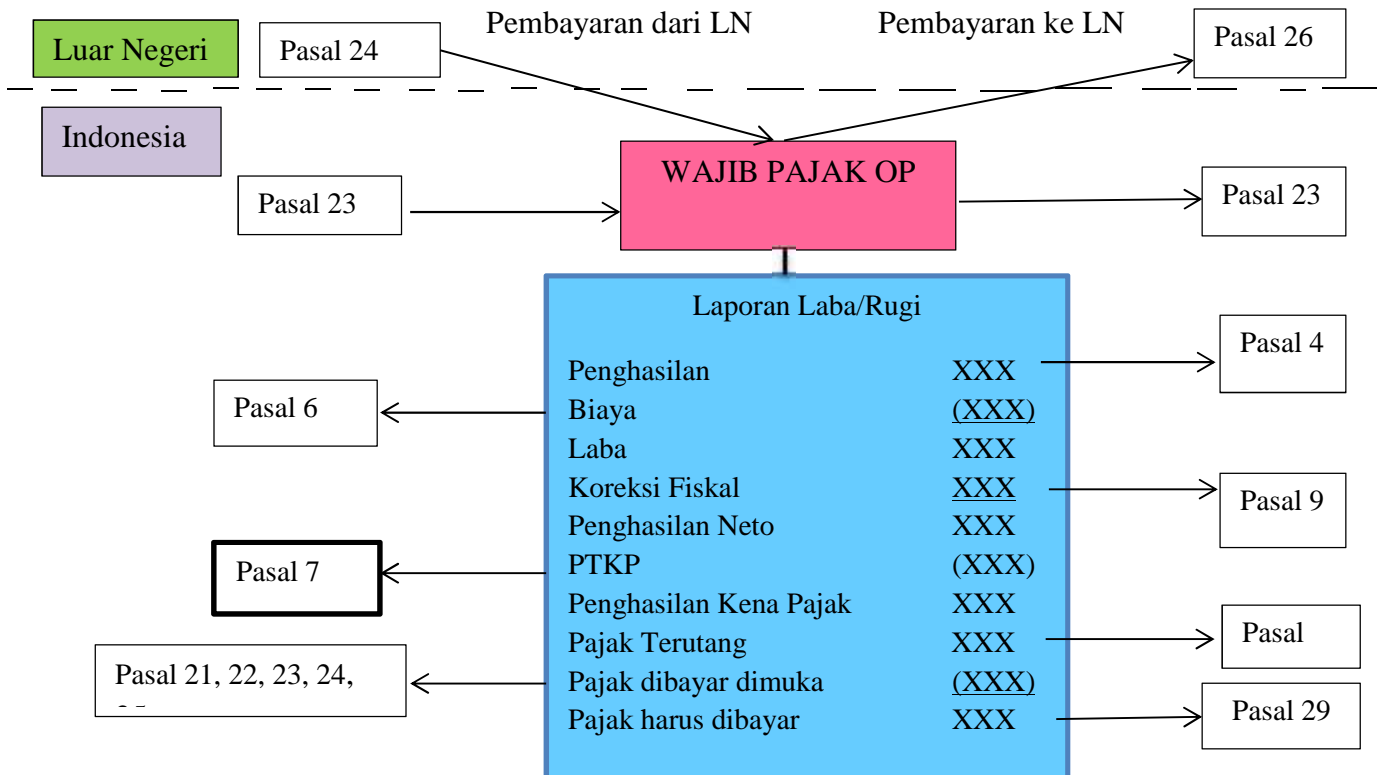 Pembayaran dari LN
Pembayaran ke LN
Luar Negeri
Pasal 24
Pasal 26
Indonesia
WAJIB PAJAK OP
Pasal 23
Pasal 23
Laporan Laba/Rugi
Penghasilan XXX
Pasal 4
Pasal 6
Biaya (XXX)
Laba XXX
Koreksi Fiskal XXX
Pasal 9
Penghasilan Neto XXX
Pasal 7
PTKP (XXX)
Penghasilan Kena Pajak XXX
Pajak Terutang XXX
Pasal
Pasal 21, 22, 23, 24,
Pajak dibayar dimuka (XXX)
Pajak harus dibayar XXX
Pasal 29